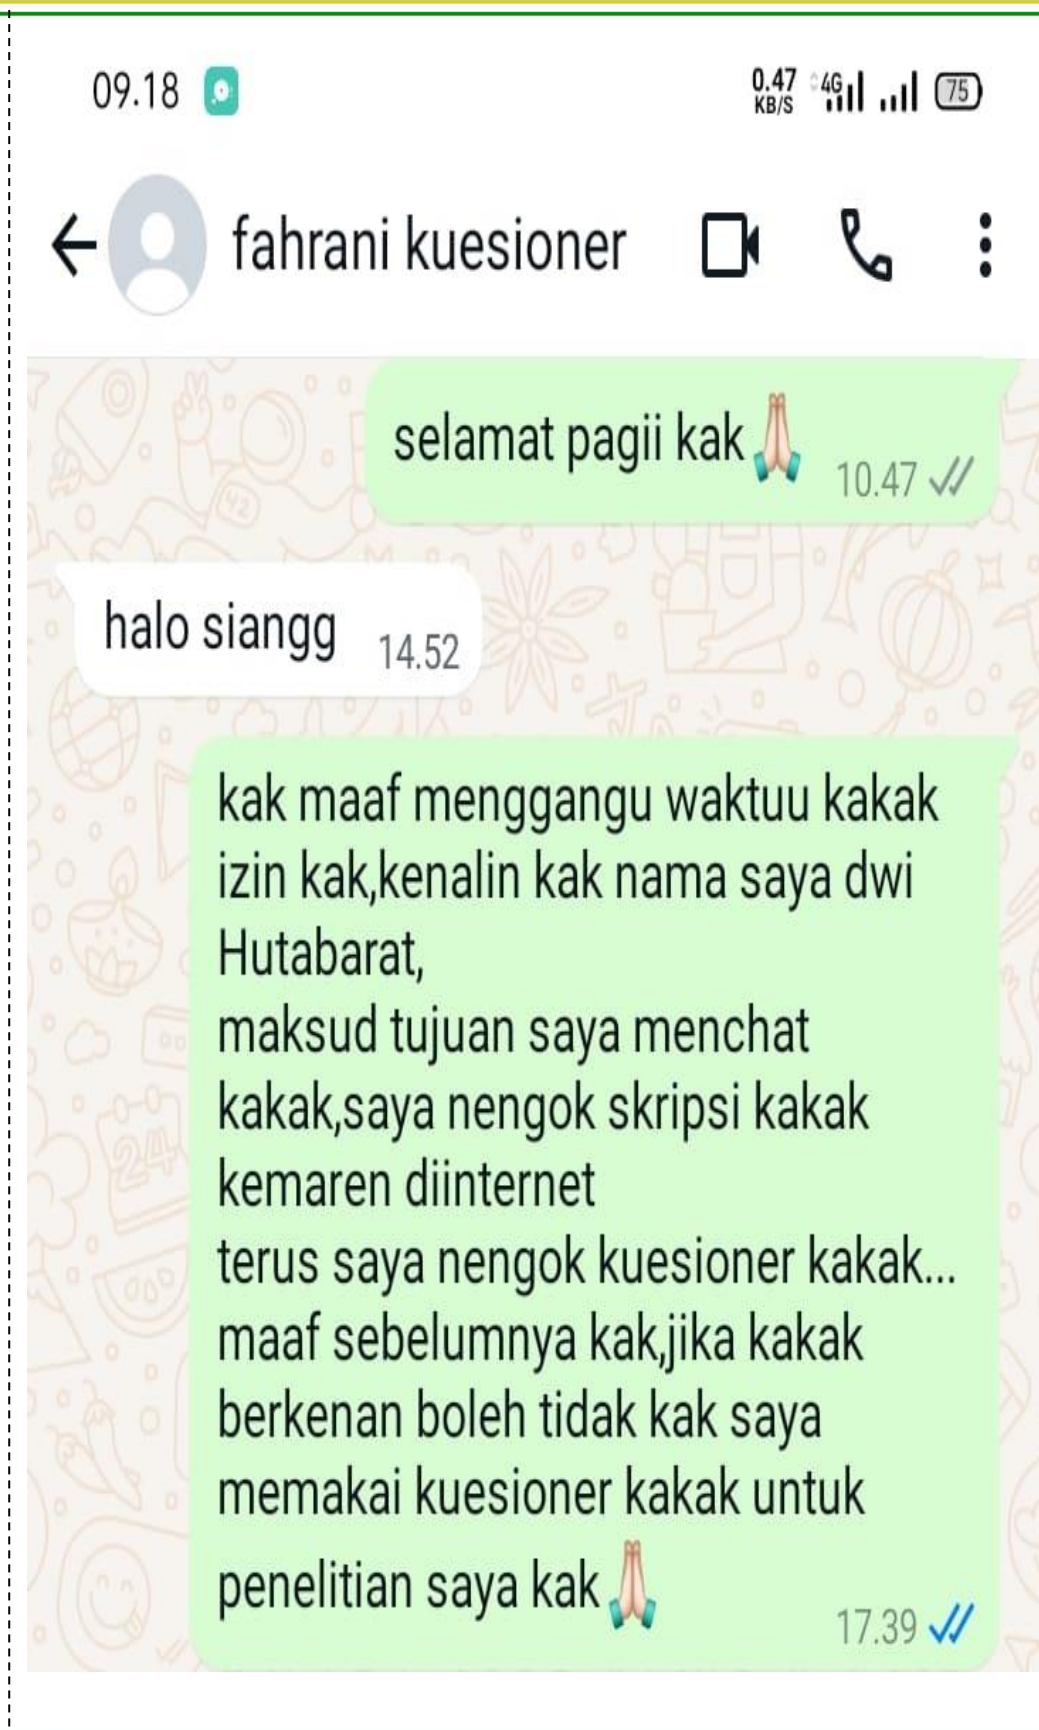 09.18
0.47
KB/S
4G
75
fahrani kuesioner
selamat pagii kak🙏🏻
10.47
halo siangg
14.52
kak maaf menggangu waktuu kakak
izin kak,kenalin kak nama saya dwi
Hutabarat,
maksud tujuan saya menchat
kakak,saya nengok skripsi kakak
kemaren diinternet
terus saya nengok kuesioner kakak...
maaf sebelumnya kak,jika kakak
berkenan boleh tidak kak saya
memakai kuesioner kakak untuk
penelitian saya kak🙏🏻
17.39